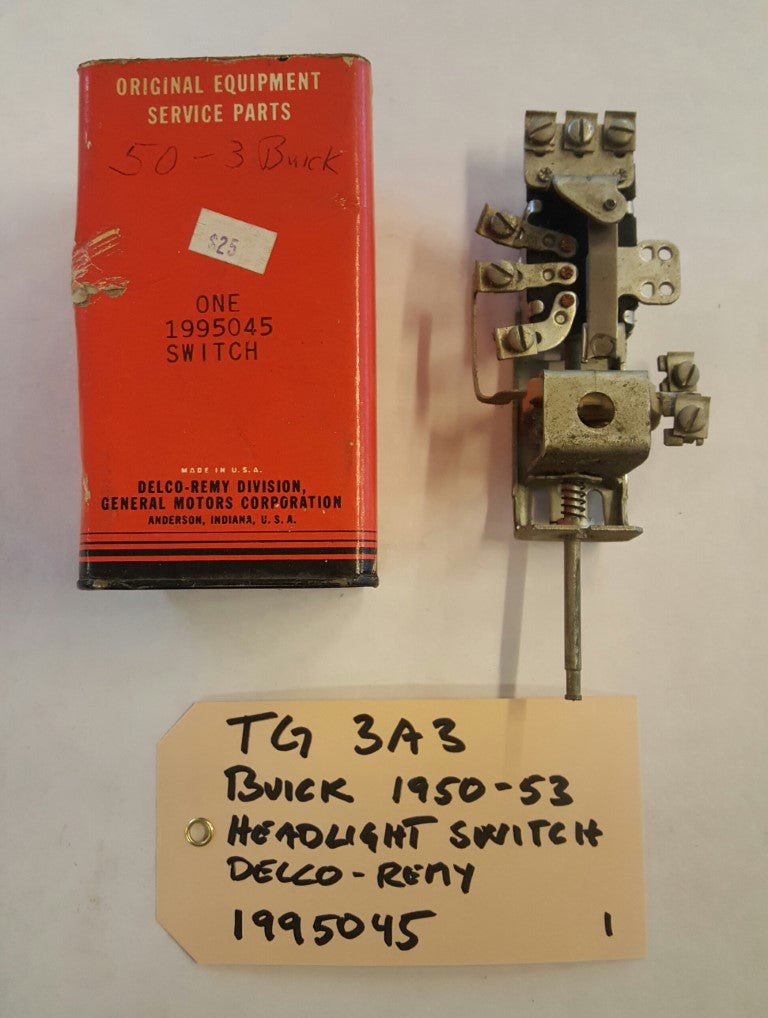 ORIGINAL EQUIPMENT
SERVICE PARTS
50-3 Buick
$25
ONE
1995045
SWITCH
MADE IN U.S.A.
DELCO-REMY DIVISION,
GENERAL MOTORS CORPORATION
ANDERSON, INDIANA, U.S.A.
TG 3A3
BUICK 1950-53
HEADLIGHT SWITCH
DELCO-REMY
1995045 1